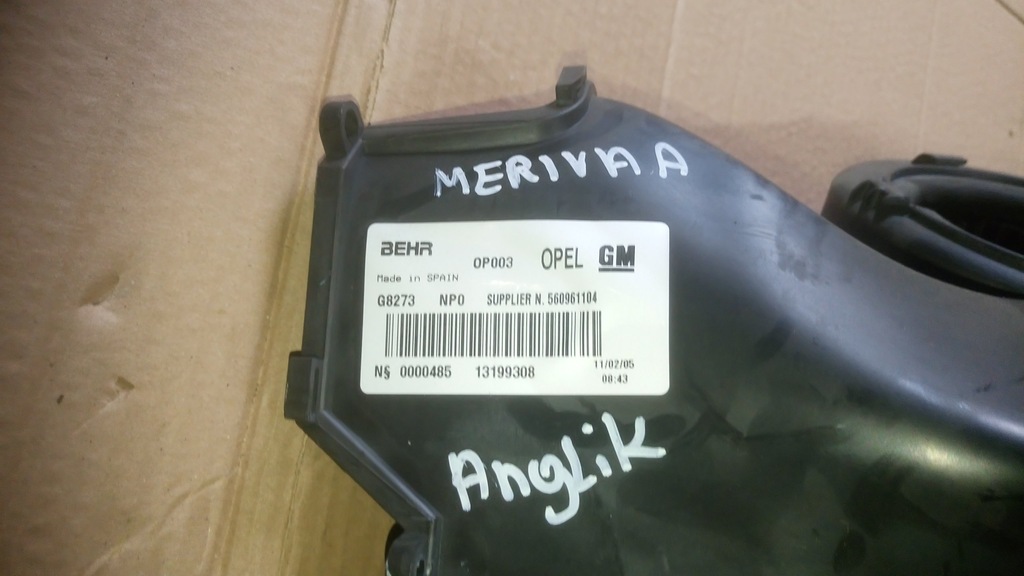 MERIVA A
BEHR OP003 OPEL GM
Made in SPAIN
G8273 NPO SUPPLIER N. 560961104
N§ 0000485 13199308 11/02/05
08:43
Anglik